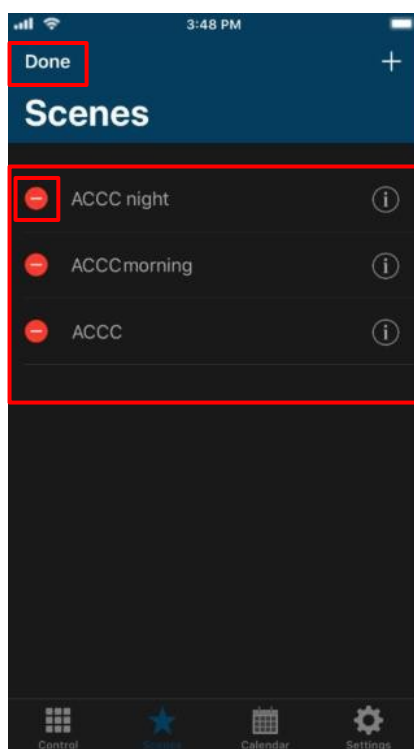 3:48 PM
Done
Scenes
ACCC night
ACCCmorning
ACCC
Control Scenes Calendar Settings